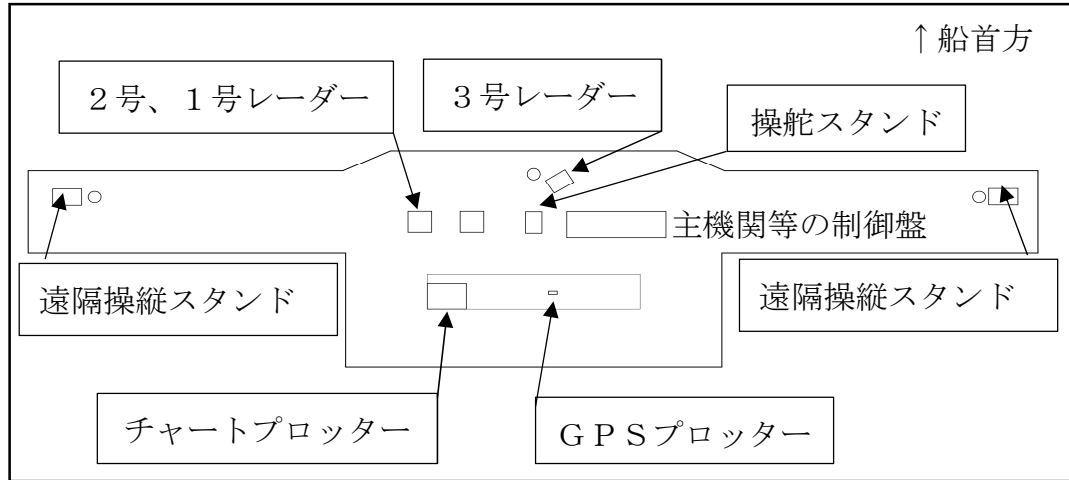 ↑船首方
２号、１号レーダー
３号レーダー
操舵スタンド
主機関等の制御盤
遠隔操縦スタンド
遠隔操縦スタンド
チャートプロッター
ＧＰＳプロッター